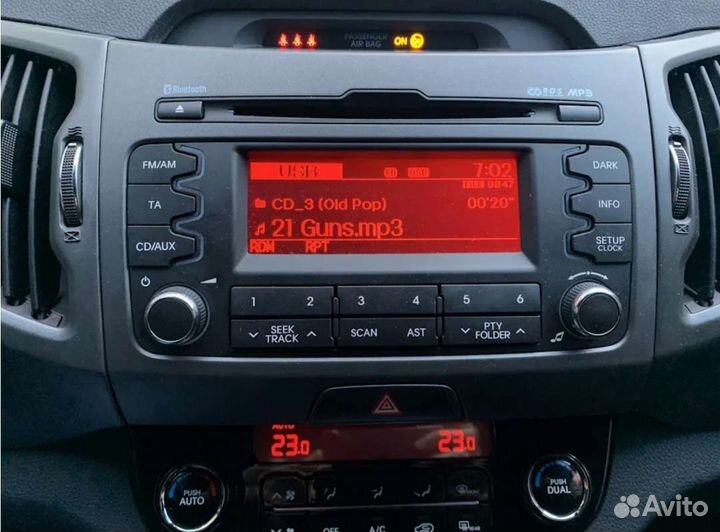 PASSENGER
AIR BAG
ON
Bluetooth
RDS MP3
FM/AM
TA
CD/AUX
USB
7:02
0047
CD_3 (Old Pop)
00'20"
21 Guns.mp3
RDM RPT
DARK
INFO
SETUP
CLOCK
1 2 3 4 5 6
SEEK
TRACK
SCAN
AST
PTY
FOLDER
AUTO
23.0
23.0
PUSH
AUTO
PUSH
DUAL
OFF
A/C
REAR
Avito